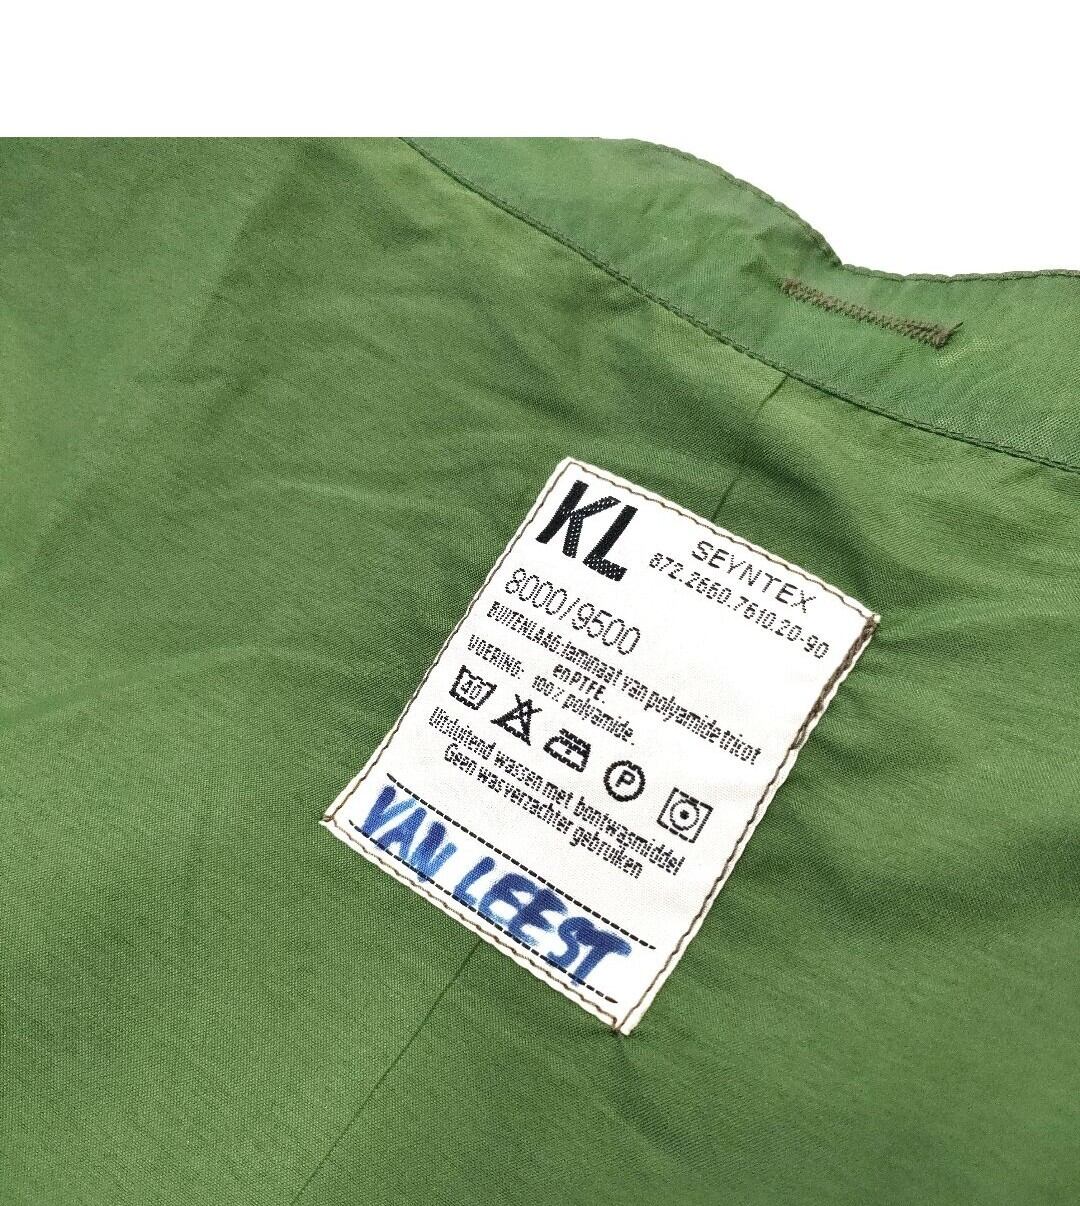 KL
SEYNTEX
872.2660.7610.20-90
8000/9500
BUITENLAAG: laminaat van polyamide tricot
en PTFE.
VOERING: 100% polyamide.
40
P
Uitsluitend wassen met bontwasmiddel
Geen wasverzachter gebruiken
VAN LEEST